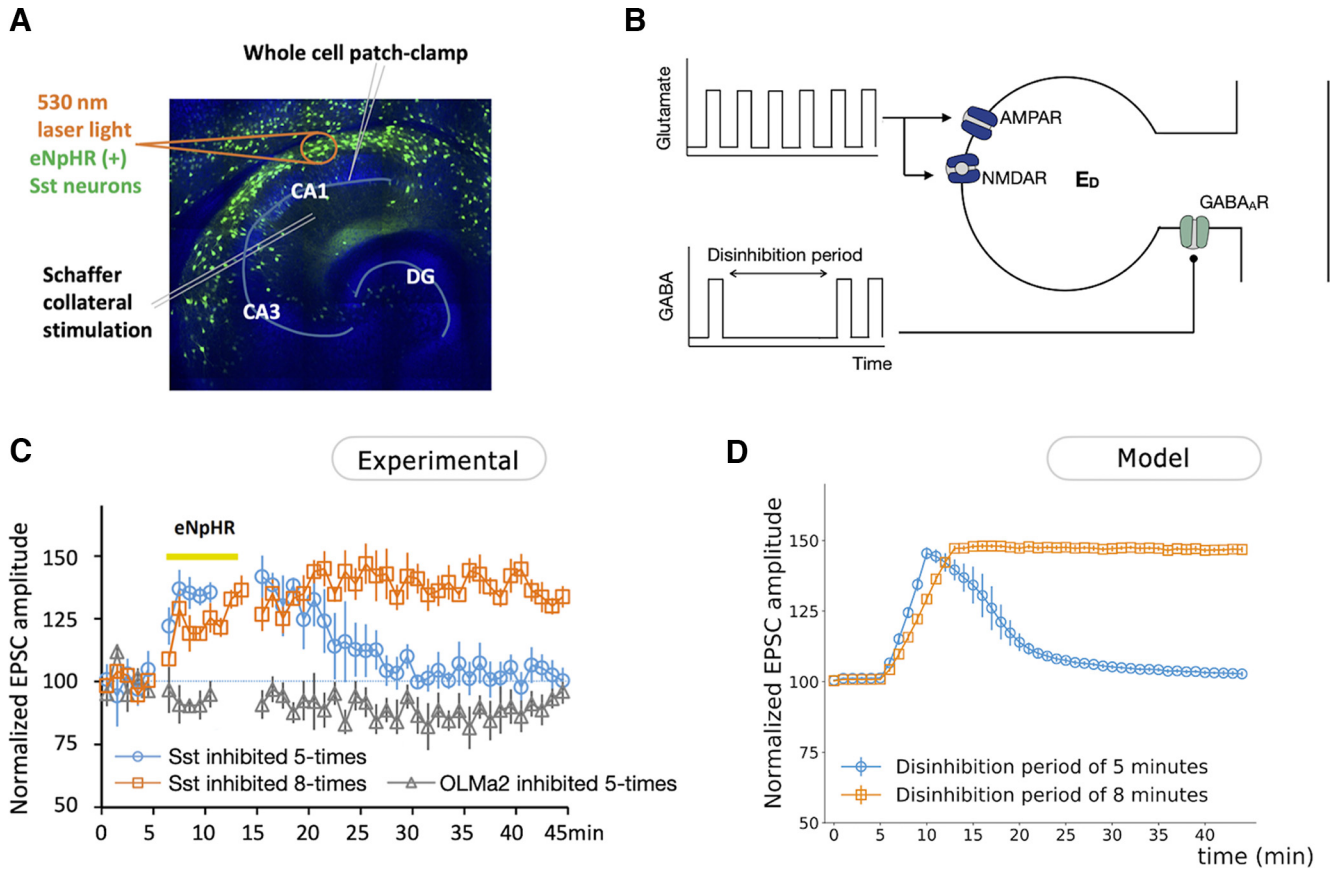 A
Whole cell patch-clamp
530 nm
laser light
eNpHR (+)
Sst neurons
CA1
Schaffer
collateral
stimulation
CA3
DG
B
Glutamate
AMPAR
NMDAR
E_D
GABA_AR
Disinhibition period
GABA
Time
C
Experimental
Normalized EPSC amplitude
eNpHR
150
125
100
75
50
Sst inhibited 5-times
Sst inhibited 8-times
OLMa2 inhibited 5-times
0 5 10 15 20 25 30 35 40 45min
D
Model
Normalized EPSC amplitude
150
125
100
75
50
Disinhibition period of 5 minutes
Disinhibition period of 8 minutes
0 5 10 15 20 25 30 35 40
time (min)